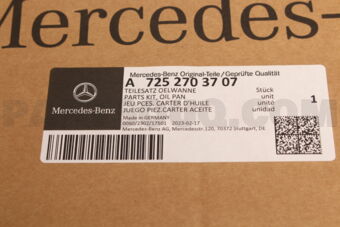 Mercedes-
Mercedes-Benz Original-Teile / Geprüfte Qualität
A 725 270 37 07
TEILESATZ OELWANNE Stück
PARTS KIT, OIL PAN unit 1
JEU PCES. CARTER D'HUILE unité
JUEGO PIEZ.CARTER ACEITE unidad
Made in GERMANY
2023-02-17
Mercedes-Benz AG, Mercedesstr.120, 70372 Stuttgart, DE
Mercedes-Benz